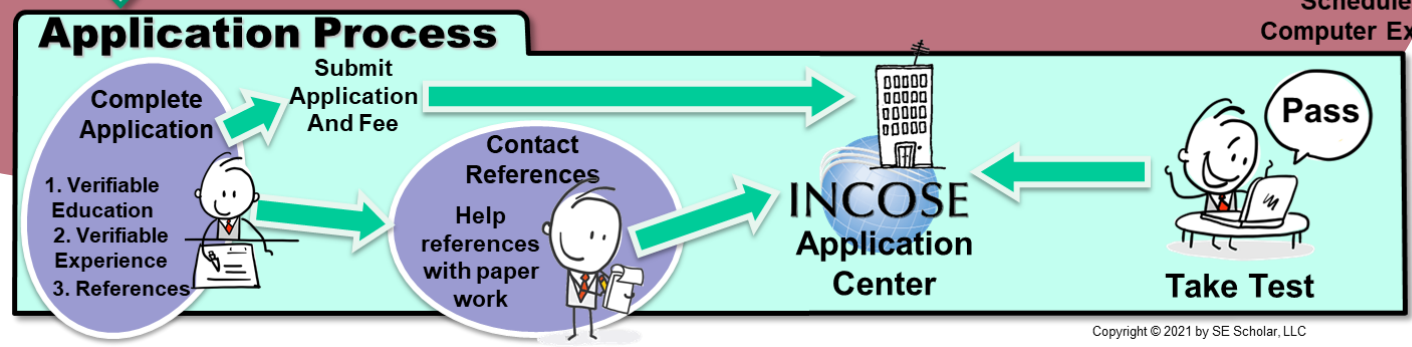 Schedule
Computer Ex
Application Process
Complete
Application
1. Verifiable
Education
2. Verifiable
Experience
3. References
Submit
Application
And Fee
Contact
References
Help
references
with paper
work
INCOSE
Application
Center
Pass
Take Test
Copyright © 2021 by SE Scholar, LLC